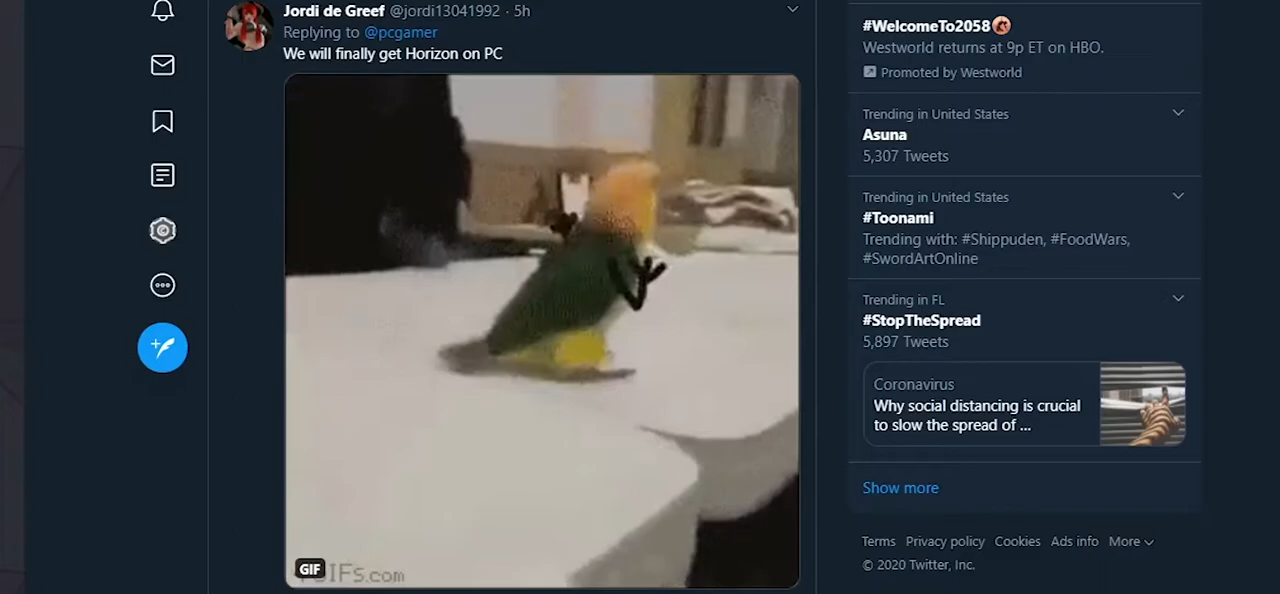 Jordi de Greef @jordi13041992 · 5h
Replying to @pcgamer
We will finally get Horizon on PC
GIF
IFs.com
#WelcomeTo2058
Westworld returns at 9p ET on HBO.
Promoted by Westworld
Trending in United States
Asuna
5,307 Tweets
Trending in United States
#Toonami
Trending with: #Shippuden, #FoodWars,
#SwordArtOnline
Trending in FL
#StopTheSpread
5,897 Tweets
Coronavirus
Why social distancing is crucial
to slow the spread of ...
Show more
Terms Privacy policy Cookies Ads info More
© 2020 Twitter, Inc.